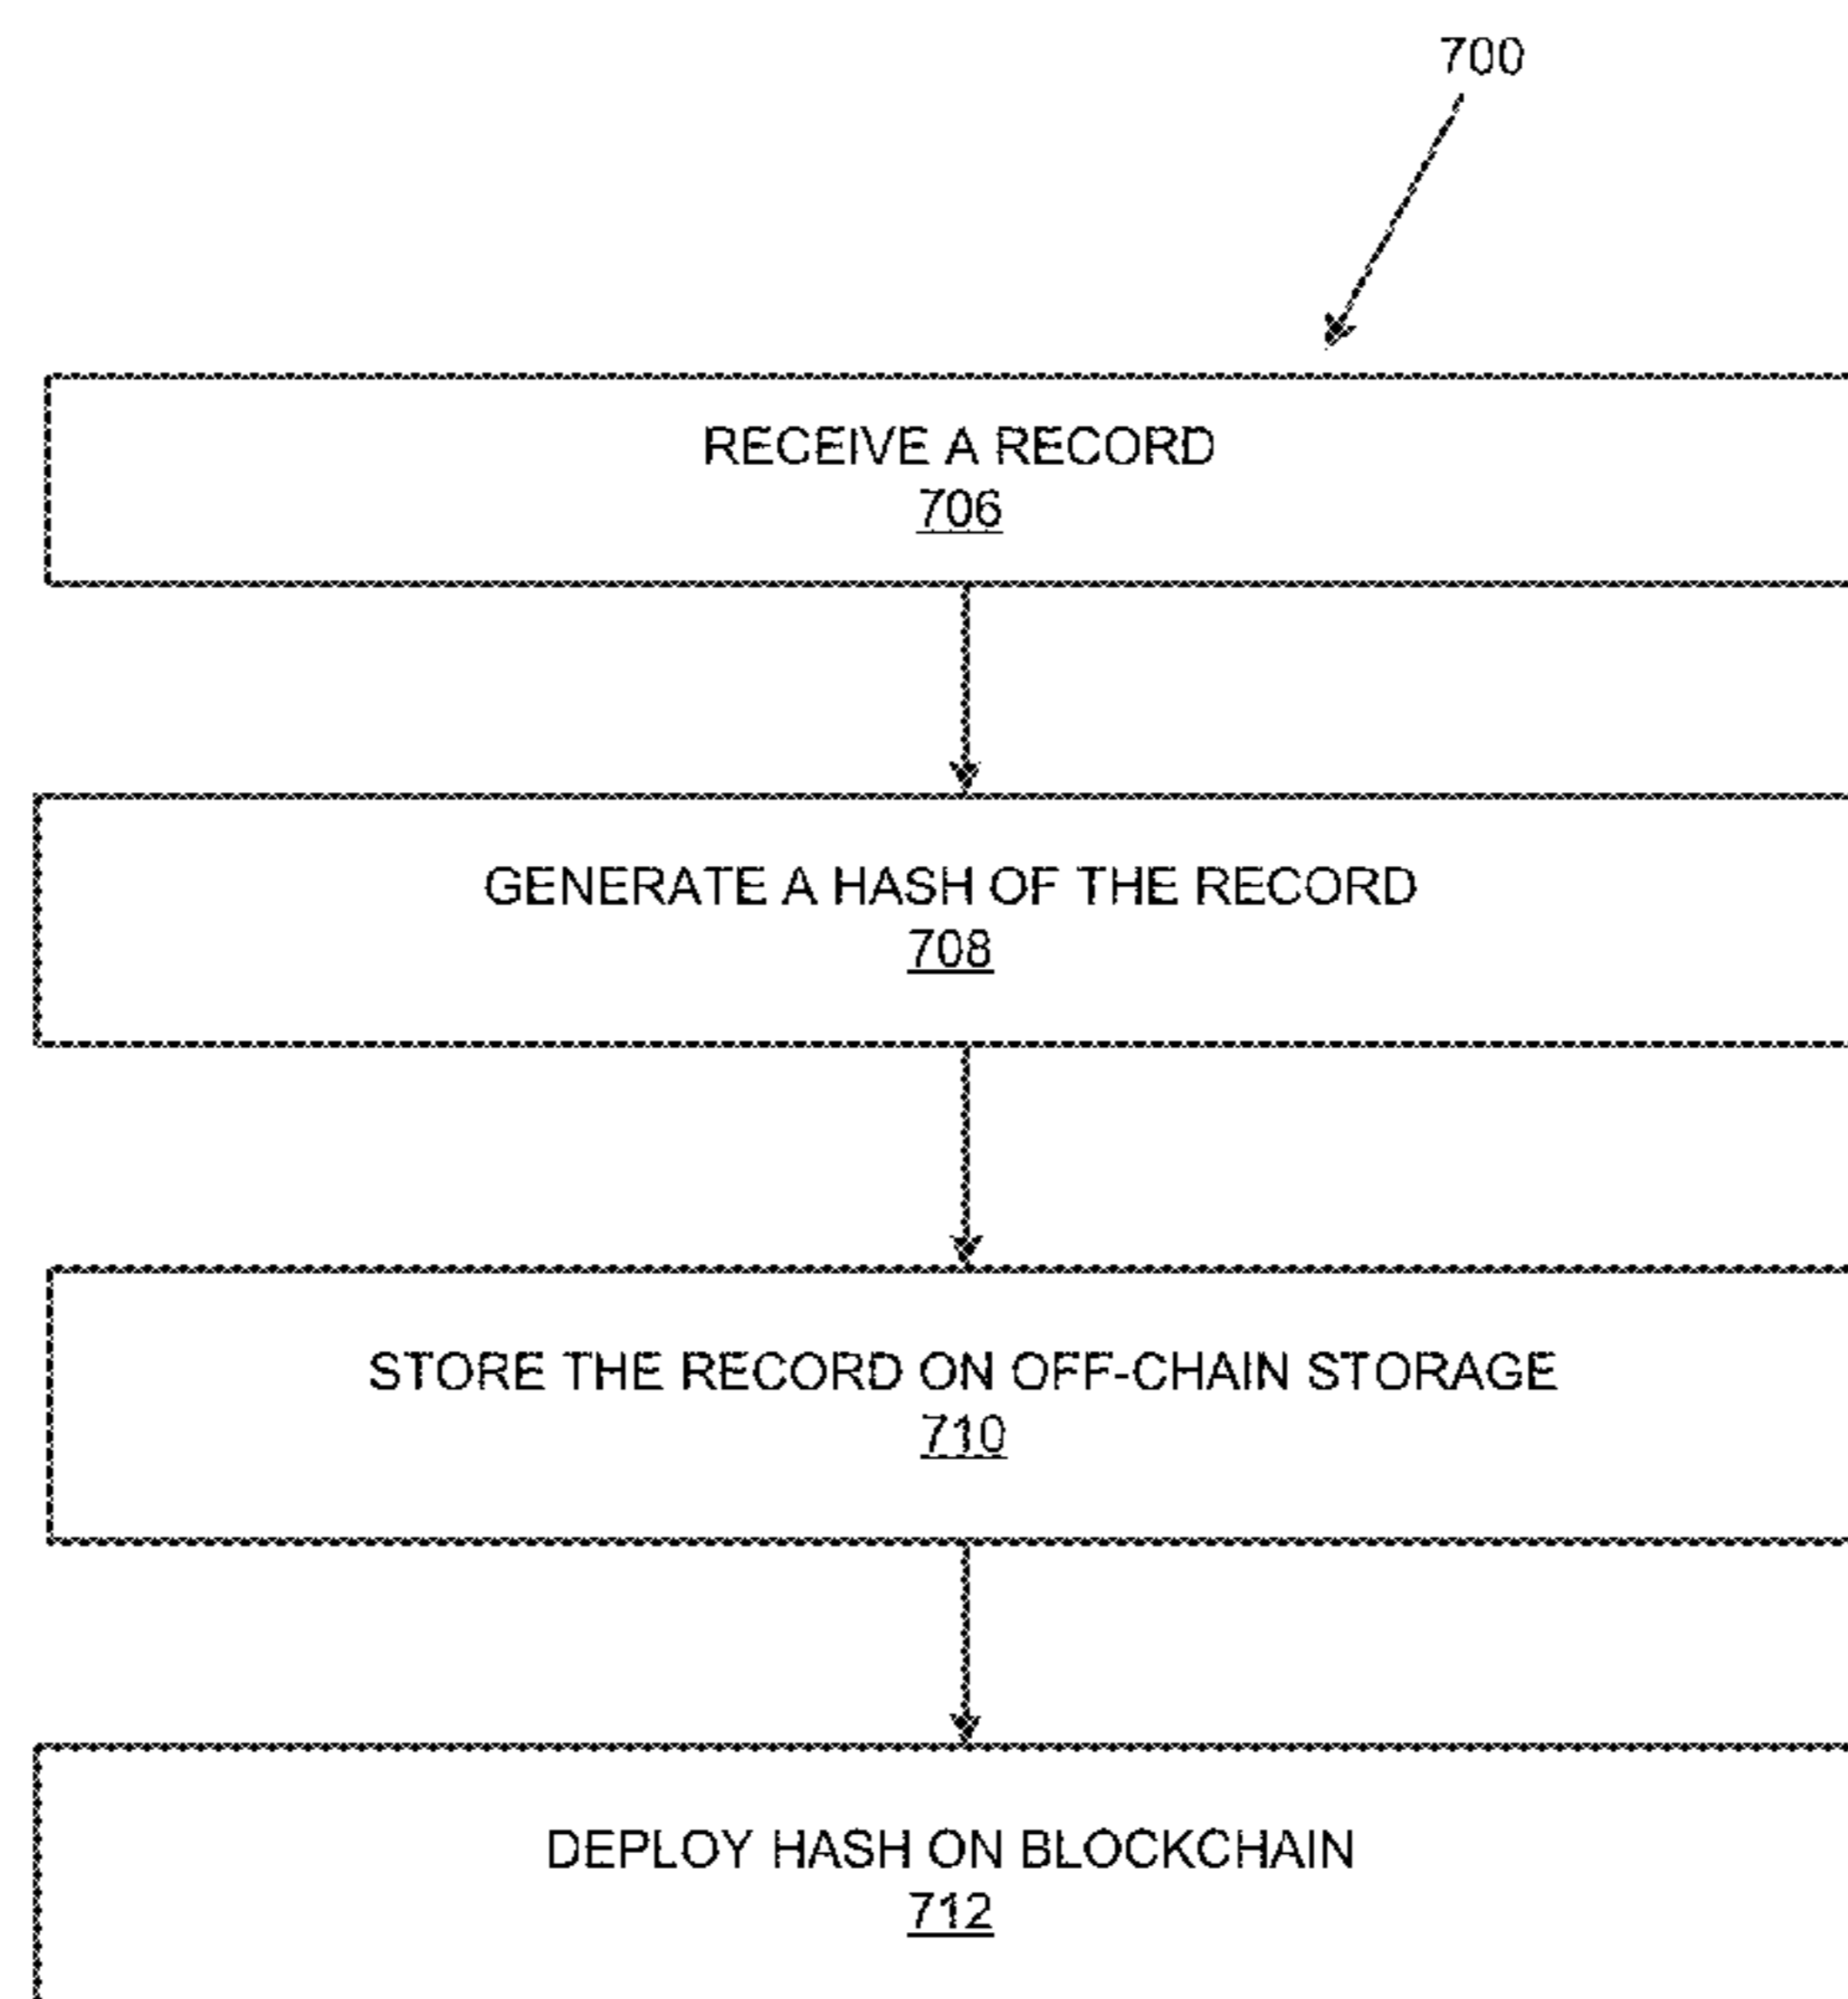 700
RECEIVE A RECORD
706
GENERATE A HASH OF THE RECORD
708
STORE THE RECORD ON OFF-CHAIN STORAGE
710
DEPLOY HASH ON BLOCKCHAIN
712